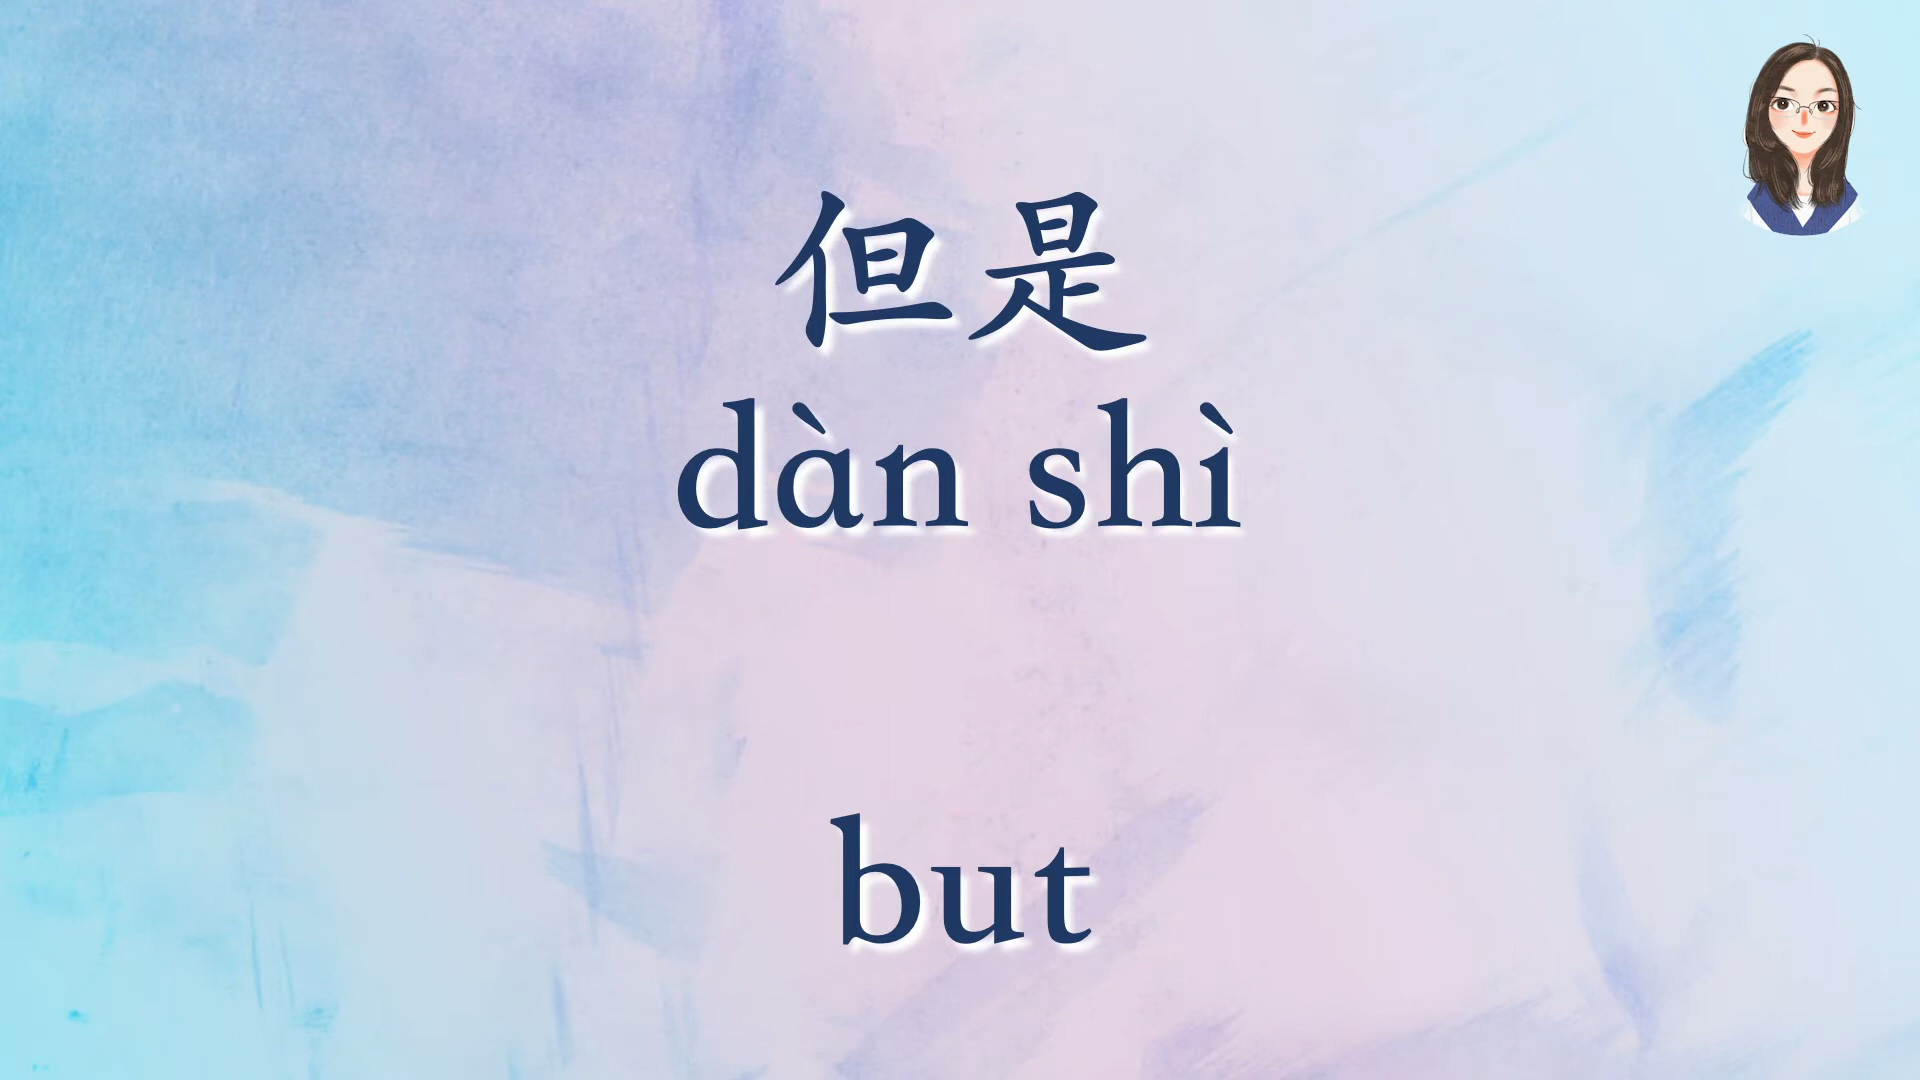 但是
dàn shì
but